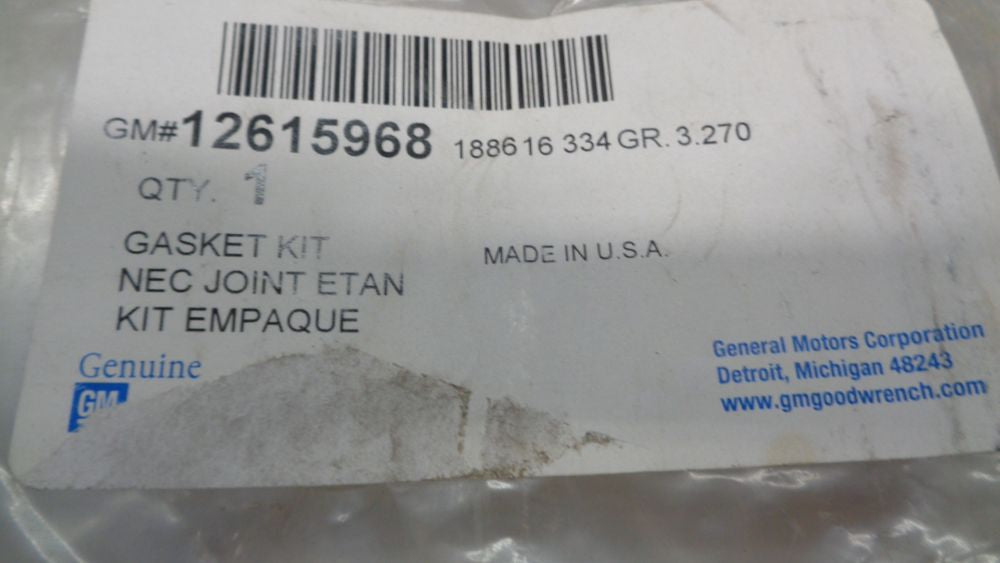 GM#12615968 188616 334 GR. 3.270
QTY. 1
GASKET KIT
NEC JOINT ETAN
KIT EMPAQUE
MADE IN U.S.A.
Genuine
GM
General Motors Corporation
Detroit, Michigan 48243
www.gmgoodwrench.com